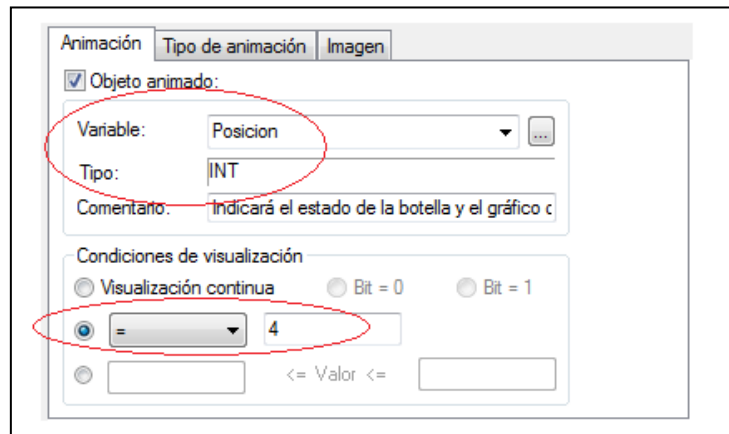 Animación Tipo de animación Imagen
Objeto animado:
Variable: Posicion ...
Tipo: INT
Comentario: Indicará el estado de la botella y el gráfico c
Condiciones de visualización
Visualización continua Bit = 0 Bit = 1
= 4
<= Valor <=